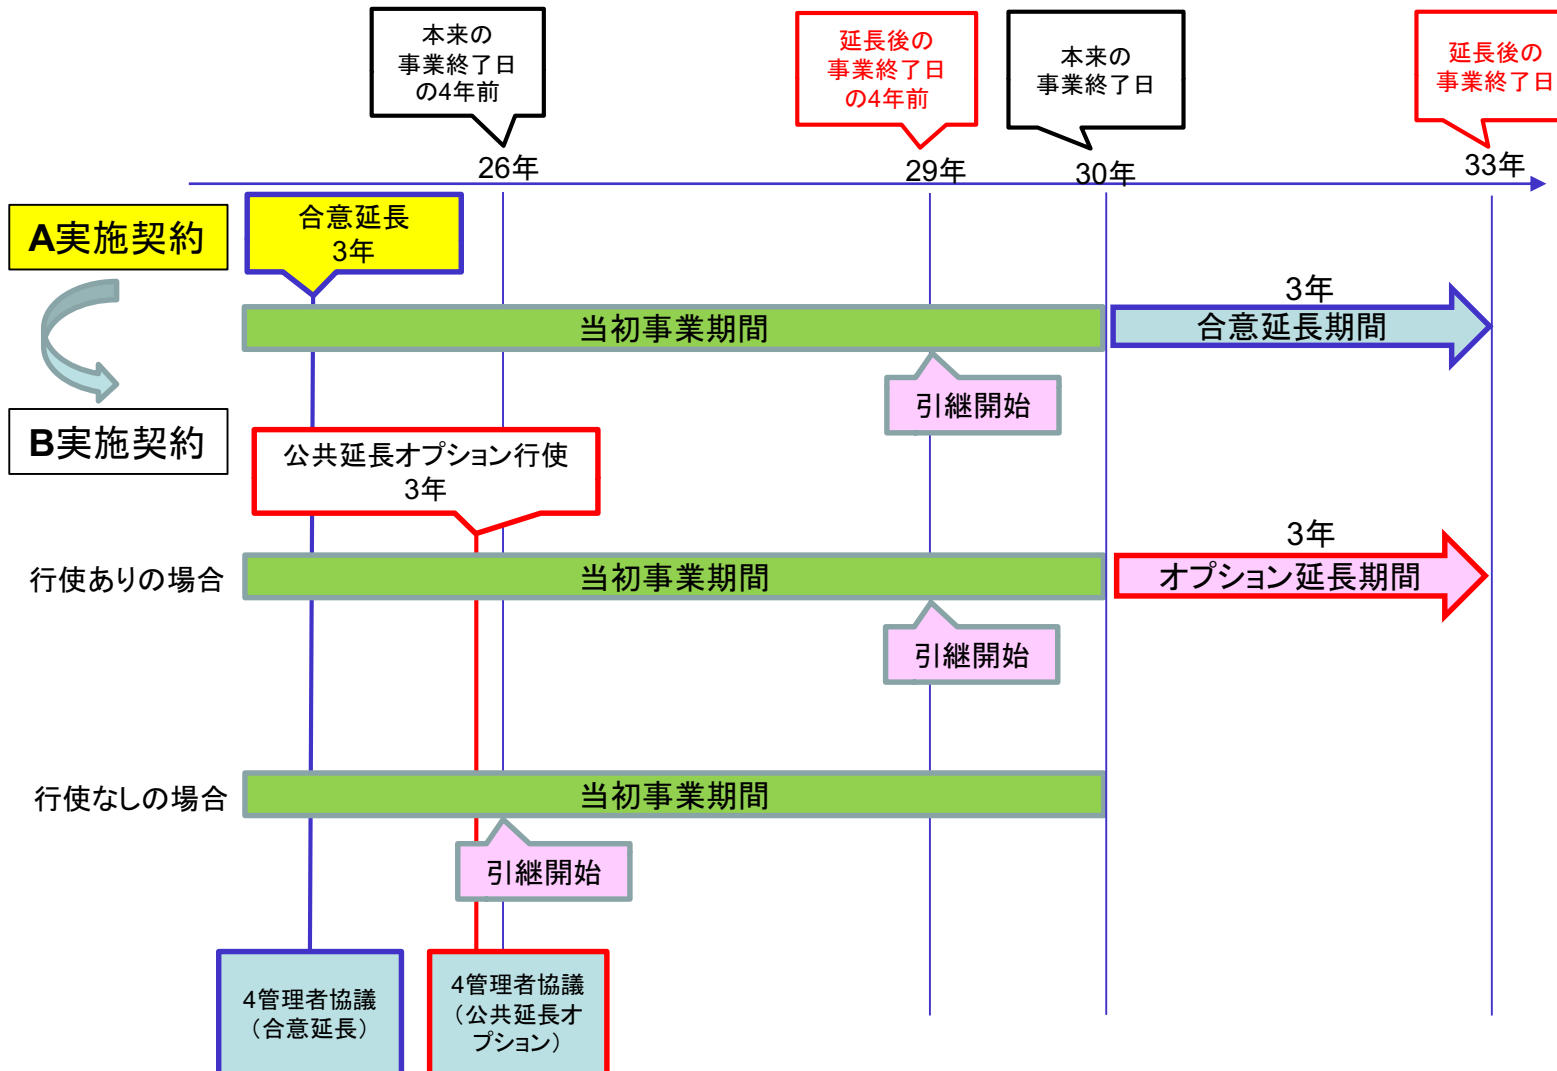 本来の
事業終了日
の4年前
延長後の
事業終了日
の4年前
本来の
事業終了日
延長後の
事業終了日
26年
29年
30年
33年
A実施契約
合意延長
3年
当初事業期間
3年
合意延長期間
引継開始
B実施契約
公共延長オプション行使
3年
行使ありの場合
当初事業期間
3年
オプション延長期間
引継開始
行使なしの場合
当初事業期間
引継開始
4管理者協議
（合意延長）
4管理者協議
（公共延長オ
プション）